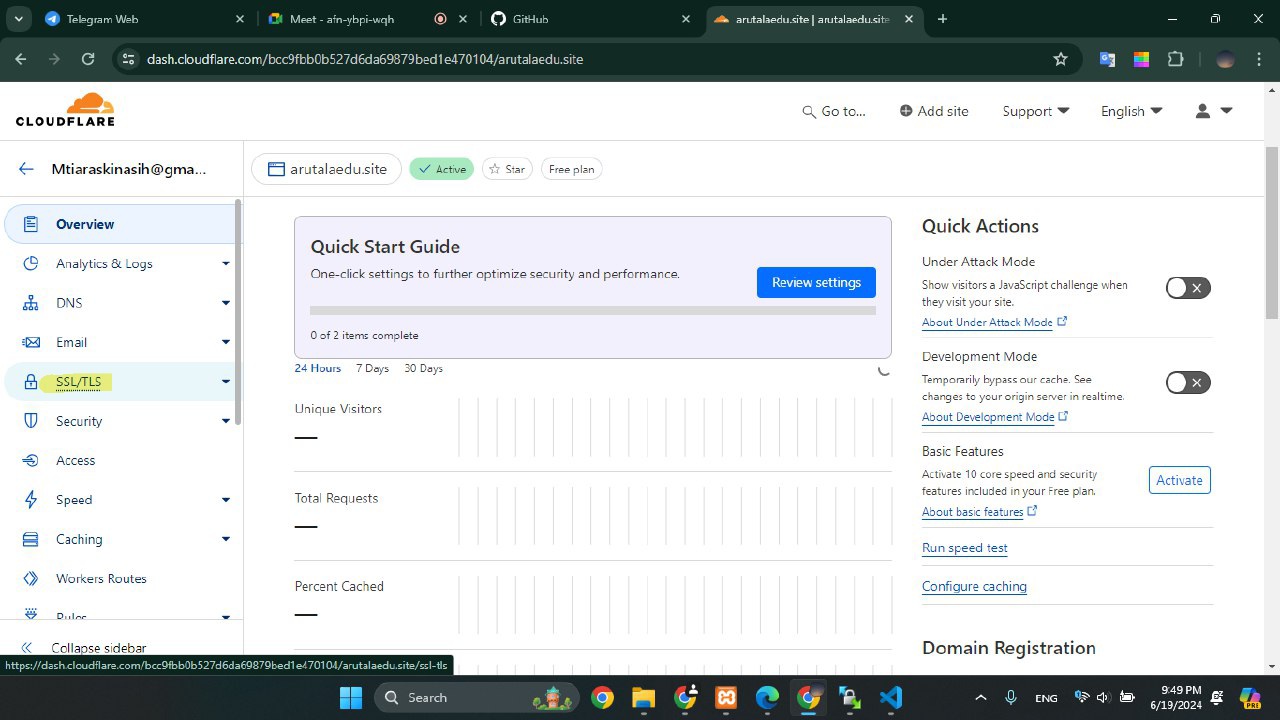 Telegram Web
Meet - afn-ybpi-wqh
GitHub
arutalaedu.site | arutalaedu.site
dash.cloudflare.com/bcc9fbb0b527d6da69879bed1e470104/arutalaedu.site
CLOUDFLARE
Go to...
Add site
Support
English
Mtiaraskinasih@gma...
arutalaedu.site
Active
Star
Free plan
Overview
Analytics & Logs
DNS
Email
SSL/TLS
Security
Access
Speed
Caching
Workers Routes
Rules
Collapse sidebar
Quick Start Guide
One-click settings to further optimize security and performance.
Review settings
0 of 2 items complete
24 Hours 7 Days 30 Days
Unique Visitors
—
Total Requests
—
Percent Cached
—
Quick Actions
Under Attack Mode
Show visitors a JavaScript challenge when
they visit your site.
About Under Attack Mode
Development Mode
Temporarily bypass our cache. See
changes to your origin server in realtime.
About Development Mode
Basic Features
Activate 10 core speed and security
features included in your Free plan.
Activate
About basic features
Run speed test
Configure caching
Domain Registration
https://dash.cloudflare.com/bcc9fbb0b527d6da69879bed1e470104/arutalaedu.site/ssl-tls
Search
ENG
9:49 PM
6/19/2024
PRE